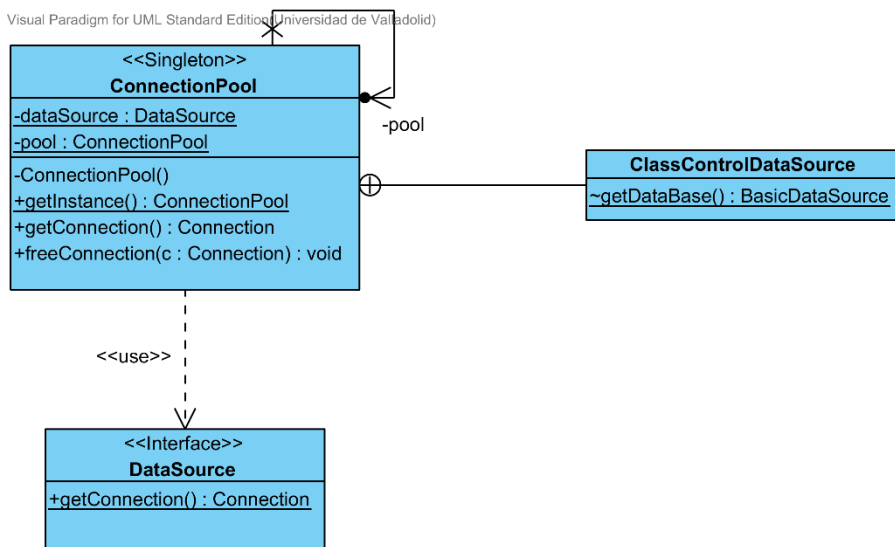 Visual Paradigm for UML Standard Edition(Universidad de Valladolid)
<<Singleton>>
ConnectionPool
-dataSource : DataSource
-pool : ConnectionPool
-ConnectionPool()
+getInstance() : ConnectionPool
+getConnection() : Connection
+freeConnection(c : Connection) : void
-pool
ClassControlDataSource
~getDataBase() : BasicDataSource
<<use>>
<<Interface>>
DataSource
+getConnection() : Connection